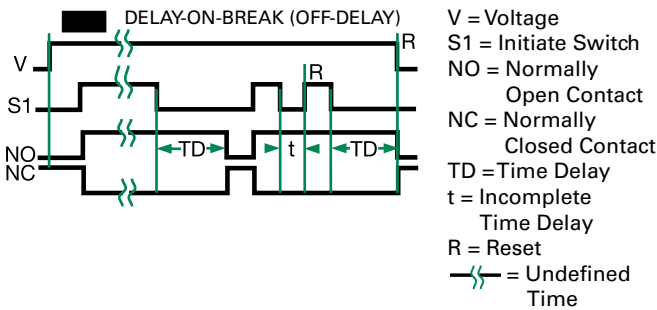 DELAY-ON-BREAK (OFF-DELAY)
R
V
S1
R
NO
NC
TD
t
TD
V = Voltage
S1 = Initiate Switch
NO = Normally
Open Contact
NC = Normally
Closed Contact
TD = Time Delay
t = Incomplete
Time Delay
R = Reset
= Undefined
Time